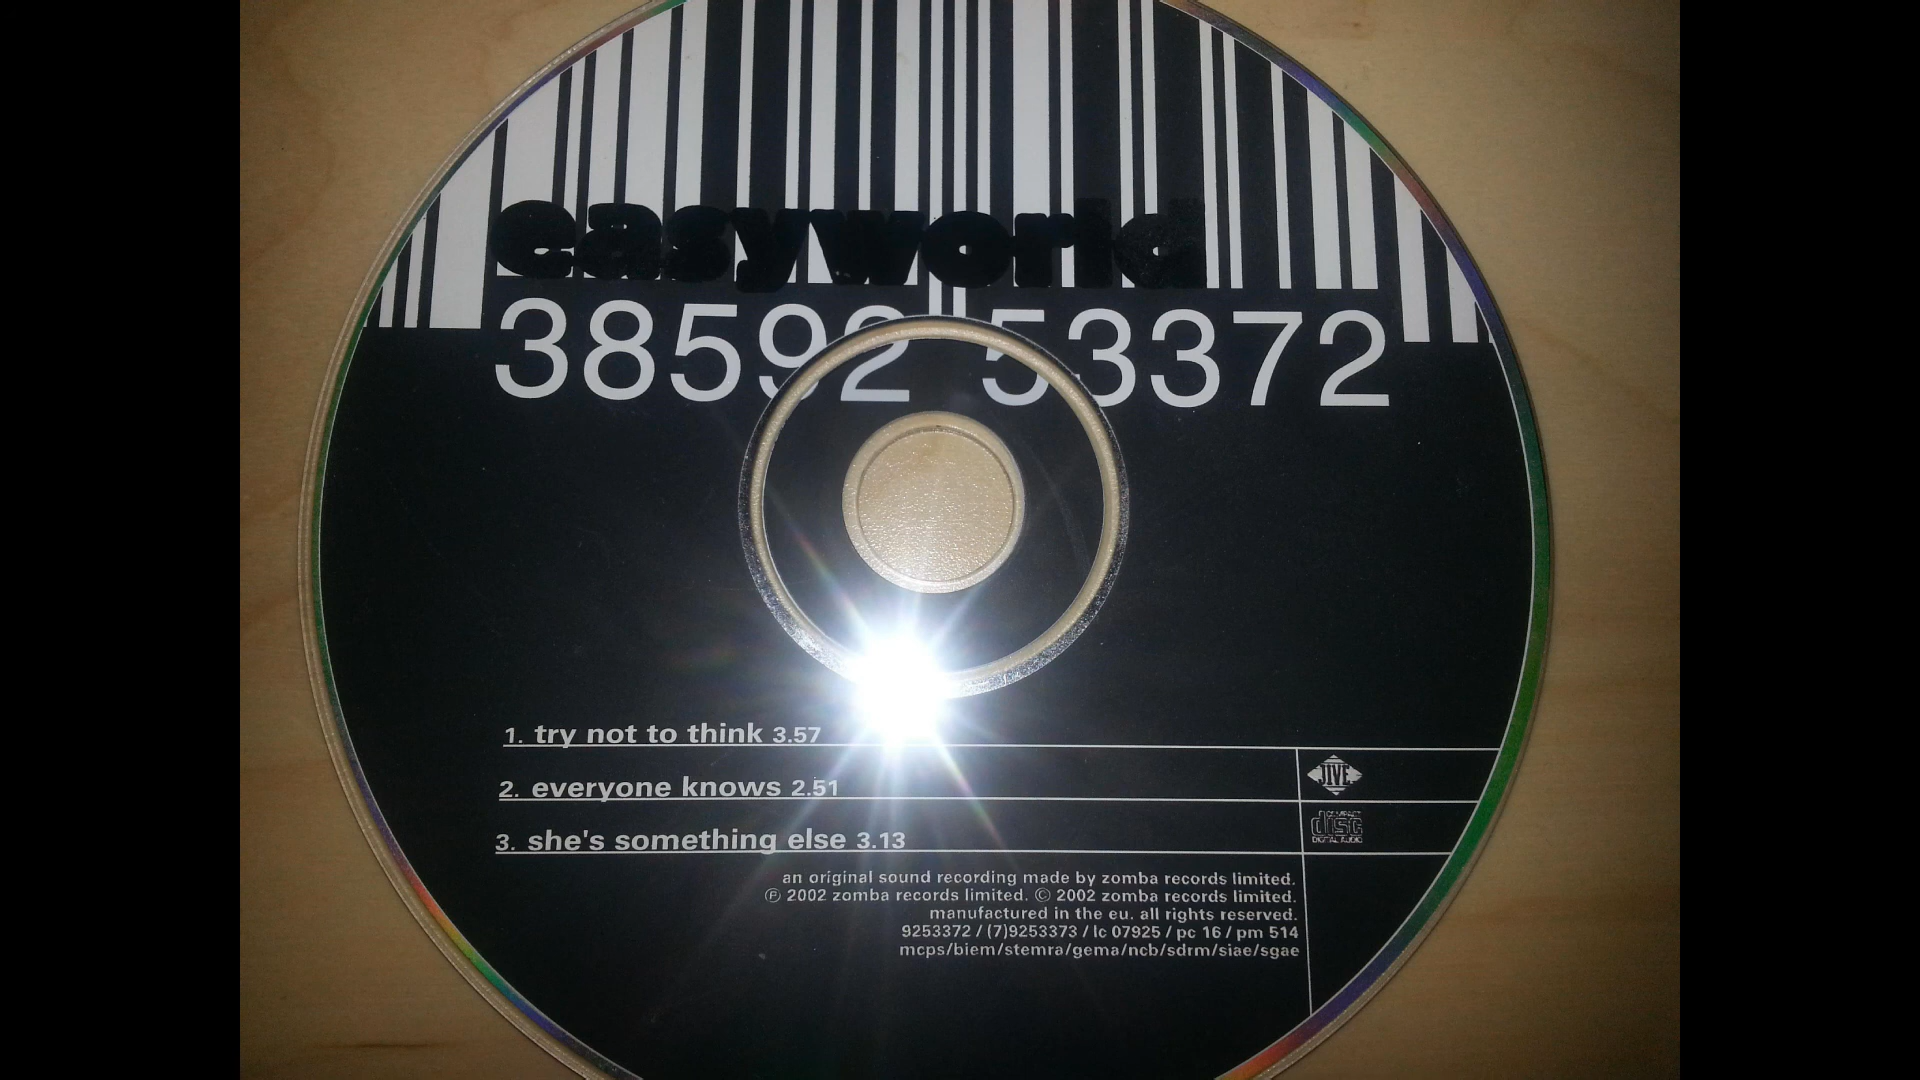 easyworld
38592 53372
1. try not to think 3.57
2. everyone knows 2.51
3. she's something else 3.13
JIVE
COMPACT
disc
DIGITAL AUDIO
an original sound recording made by zomba records limited.
℗ 2002 zomba records limited. © 2002 zomba records limited.
manufactured in the eu. all rights reserved.
9253372 / (7)9253373 / lc 07925 / pc 16 / pm 514
mcps/biem/stemra/gema/ncb/sdrm/siae/sgae